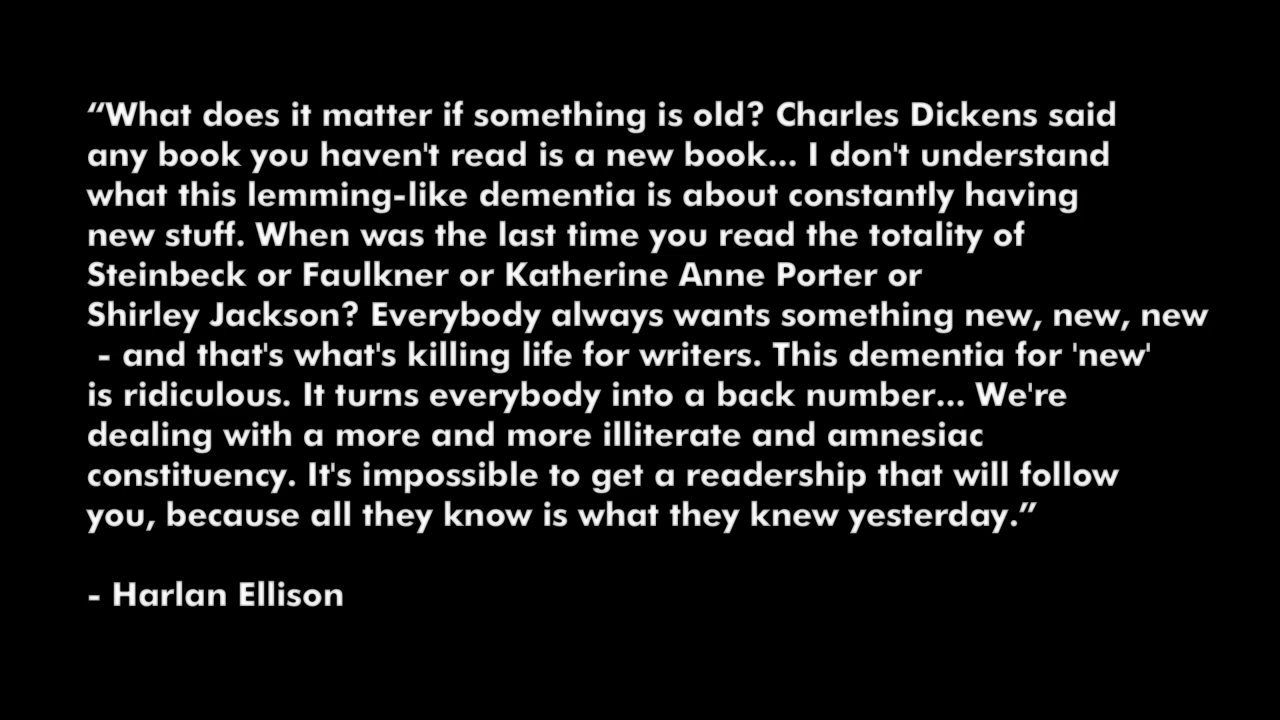 “What does it matter if something is old? Charles Dickens said
any book you haven't read is a new book... I don't understand
what this lemming-like dementia is about constantly having
new stuff. When was the last time you read the totality of
Steinbeck or Faulkner or Katherine Anne Porter or
Shirley Jackson? Everybody always wants something new, new, new
- and that's what's killing life for writers. This dementia for 'new'
is ridiculous. It turns everybody into a back number... We're
dealing with a more and more illiterate and amnesiac
constituency. It's impossible to get a readership that will follow
you, because all they know is what they knew yesterday.”
- Harlan Ellison